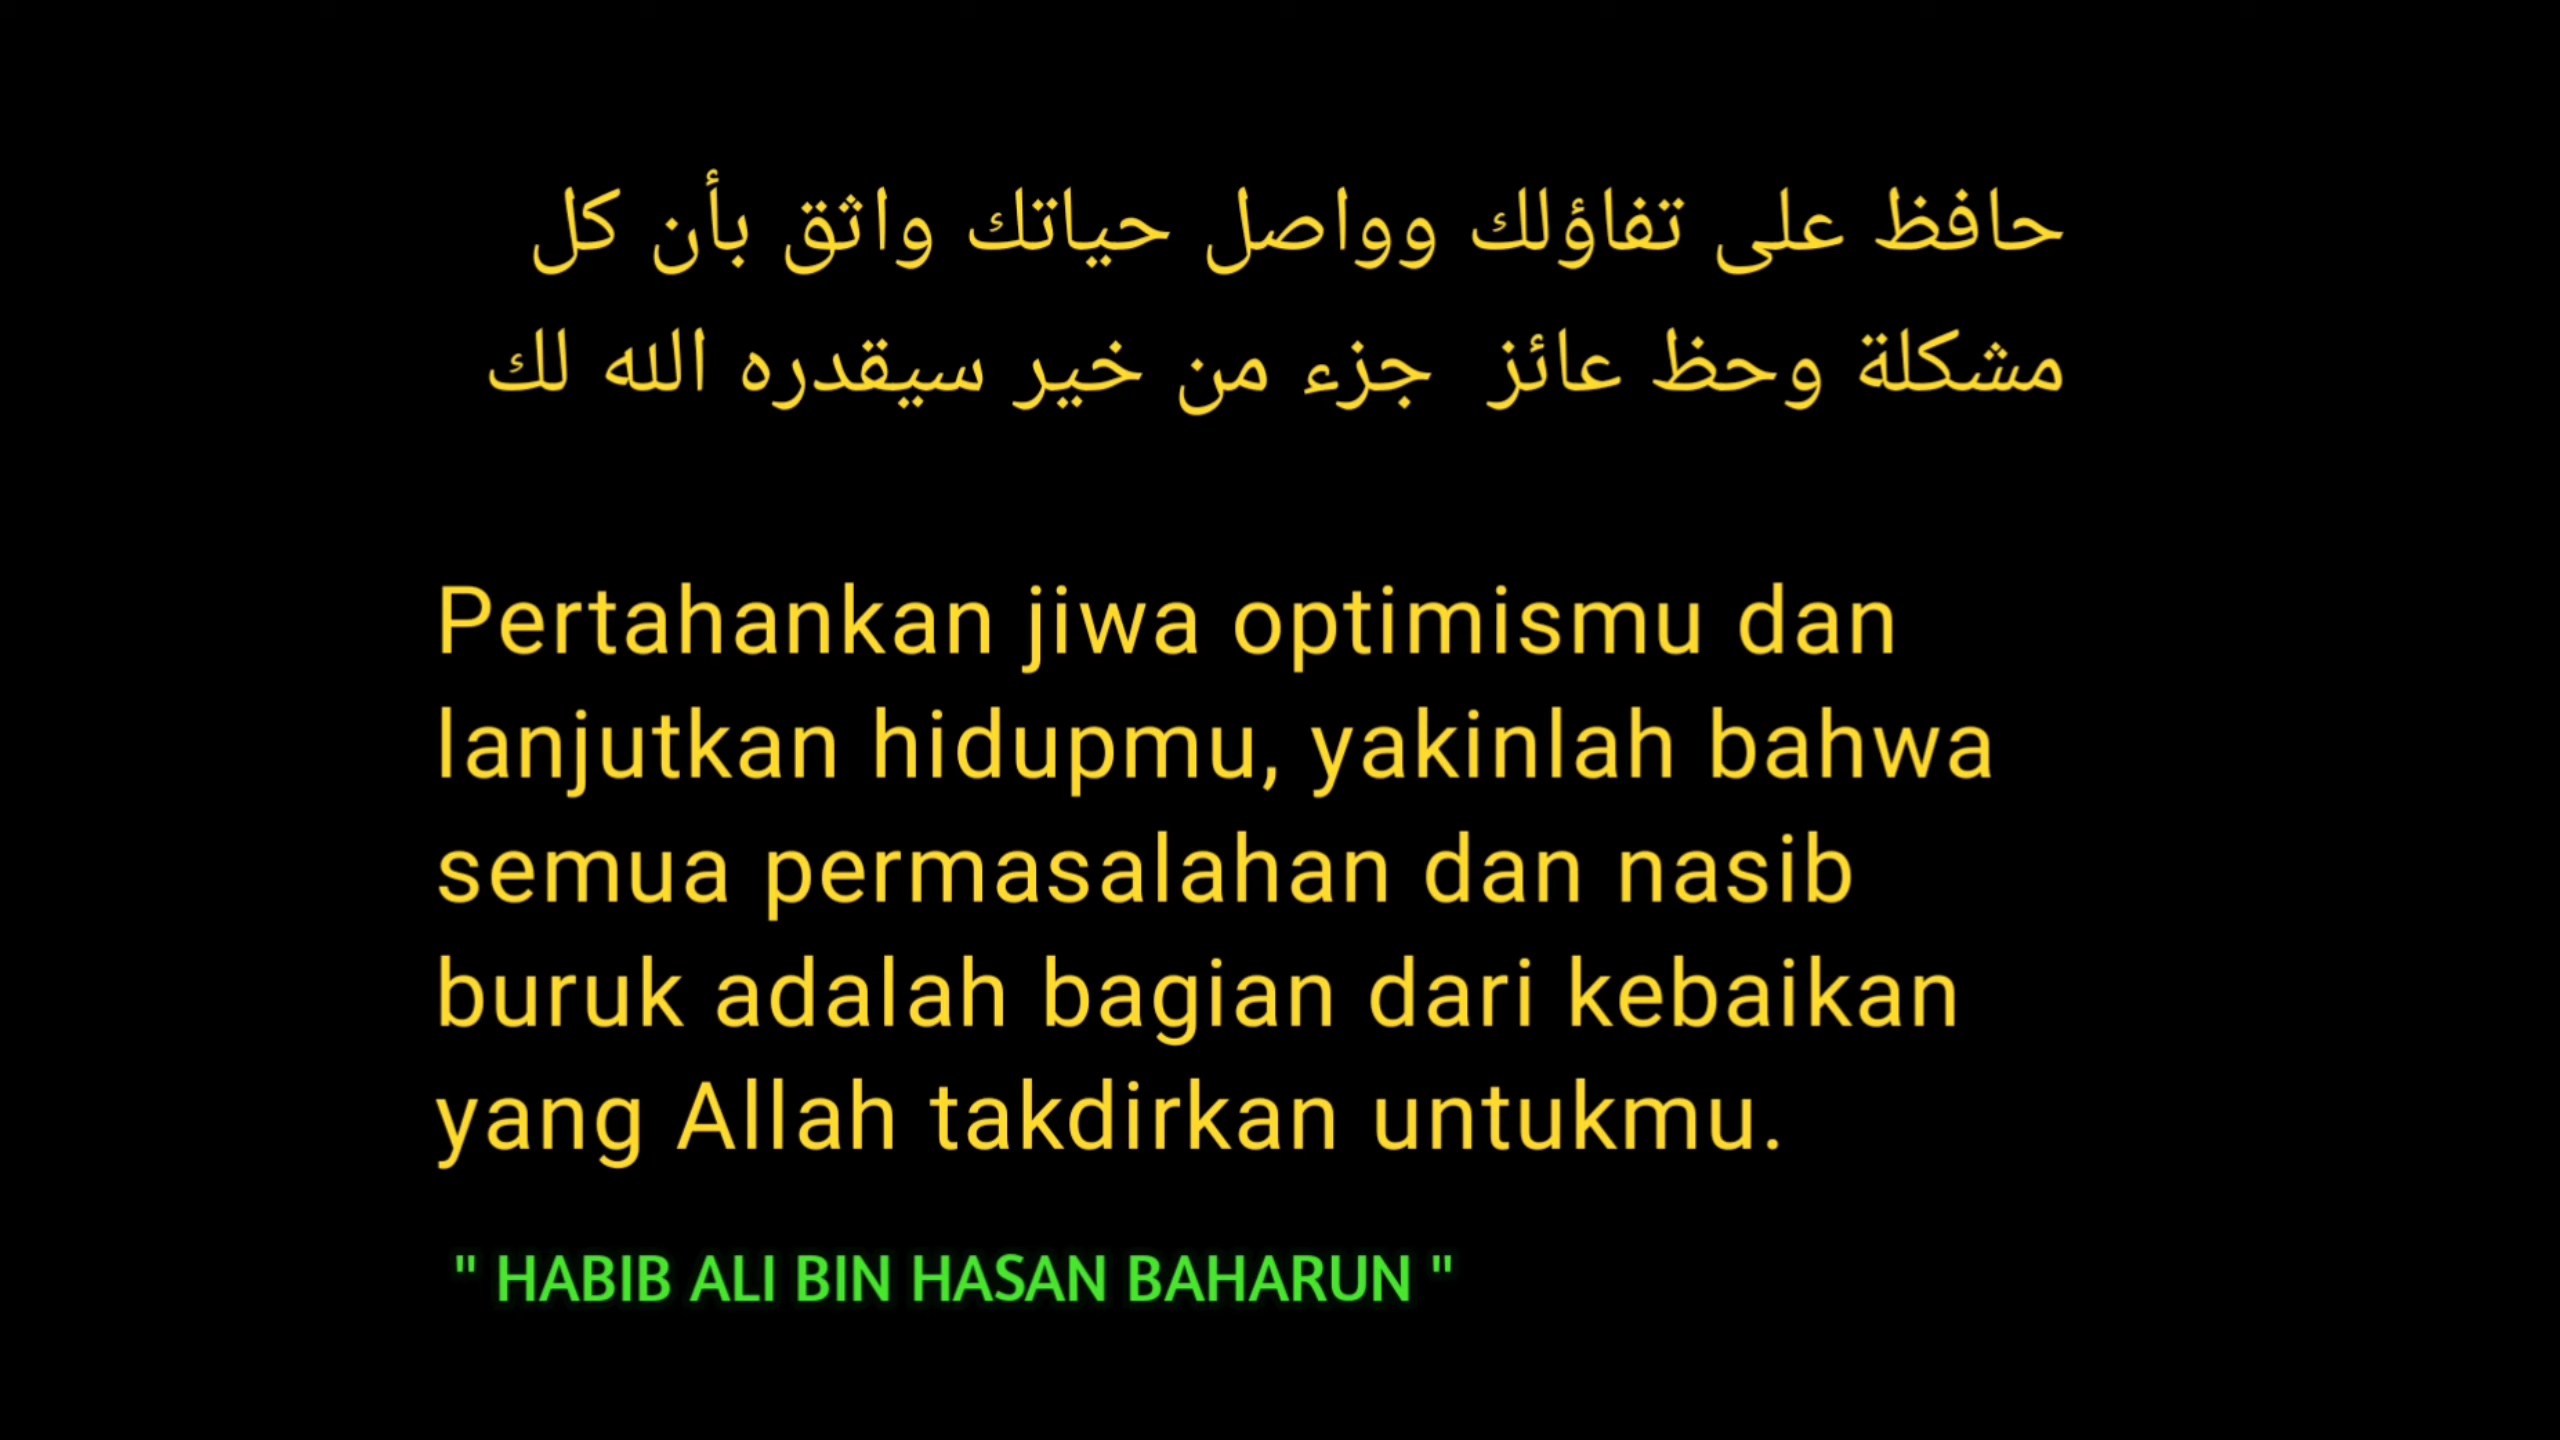 حافظ على تفاؤلك وواصل حياتك واثق بأن كل
مشكلة وحظ عائز جزء من خير سيقدره الله لك
Pertahankan jiwa optimismu dan
lanjutkan hidupmu, yakinlah bahwa
semua permasalahan dan nasib
buruk adalah bagian dari kebaikan
yang Allah takdirkan untukmu.
" HABIB ALI BIN HASAN BAHARUN "